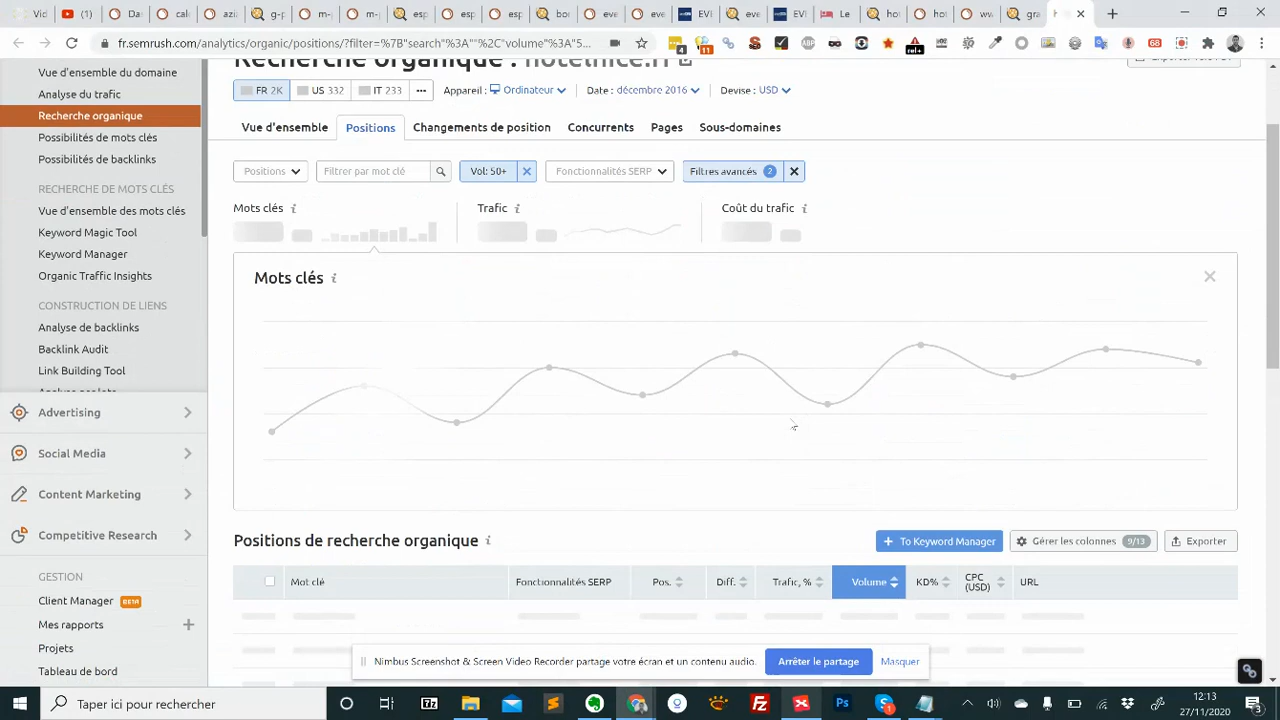 fr.semrush.com/analytics/organic/positions/?filter=%7B"search%3A""%2C"volume"%3A"5...
Vue d'ensemble du domaine
Analyse du trafic
Recherche organique
Possibilités de mots clés
Possibilités de backlinks
RECHERCHE DE MOTS CLÉS
Vue d'ensemble des mots clés
Keyword Magic Tool
Keyword Manager
Organic Traffic Insights
CONSTRUCTION DE LIENS
Analyse de backlinks
Backlink Audit
Link Building Tool
Advertising
Social Media
Content Marketing
Competitive Research
GESTION
Client Manager BETA
Mes rapports
Projets
Tableau de bord
Recherche organique : hotelnice.fr
FR 2K US 332 IT 233 ...
Appareil : Ordinateur Date : décembre 2016 Devise : USD
Vue d'ensemble Positions Changements de position Concurrents Pages Sous-domaines
Positions Filtrer par mot clé Vol: 50+ Fonctionnalités SERP Filtres avancés 2
Mots clés Trafic Coût du trafic
Mots clés
Positions de recherche organique
To Keyword Manager Gérer les colonnes 9/13 Exporter
Mot clé Fonctionnalités SERP Pos. Diff. Trafic, % Volume KD% CPC (USD) URL
Nimbus Screenshot & Screen Video Recorder partage votre écran et un contenu audio. Arrêter le partage Masquer
Taper ici pour rechercher
12:13
27/11/2020